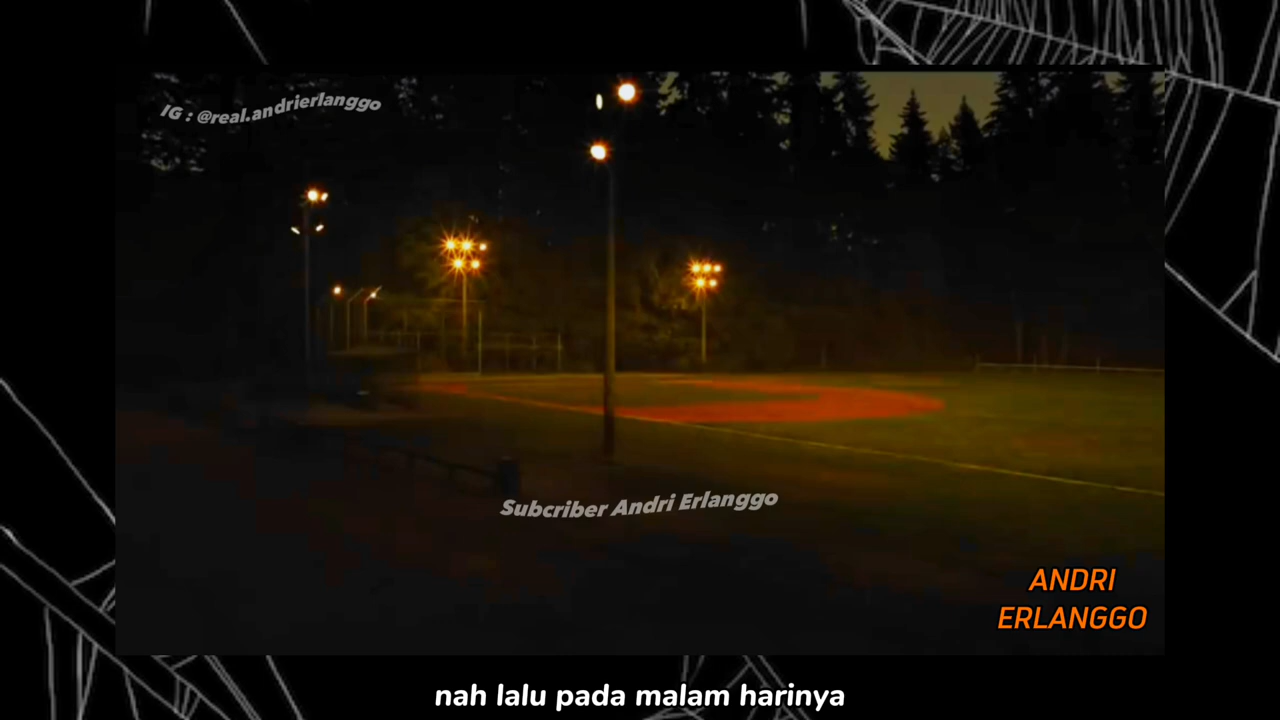 IG : @real.andrierlanggo
Subcriber Andri Erlanggo
ANDRI
ERLANGGO
nah lalu pada malam harinya